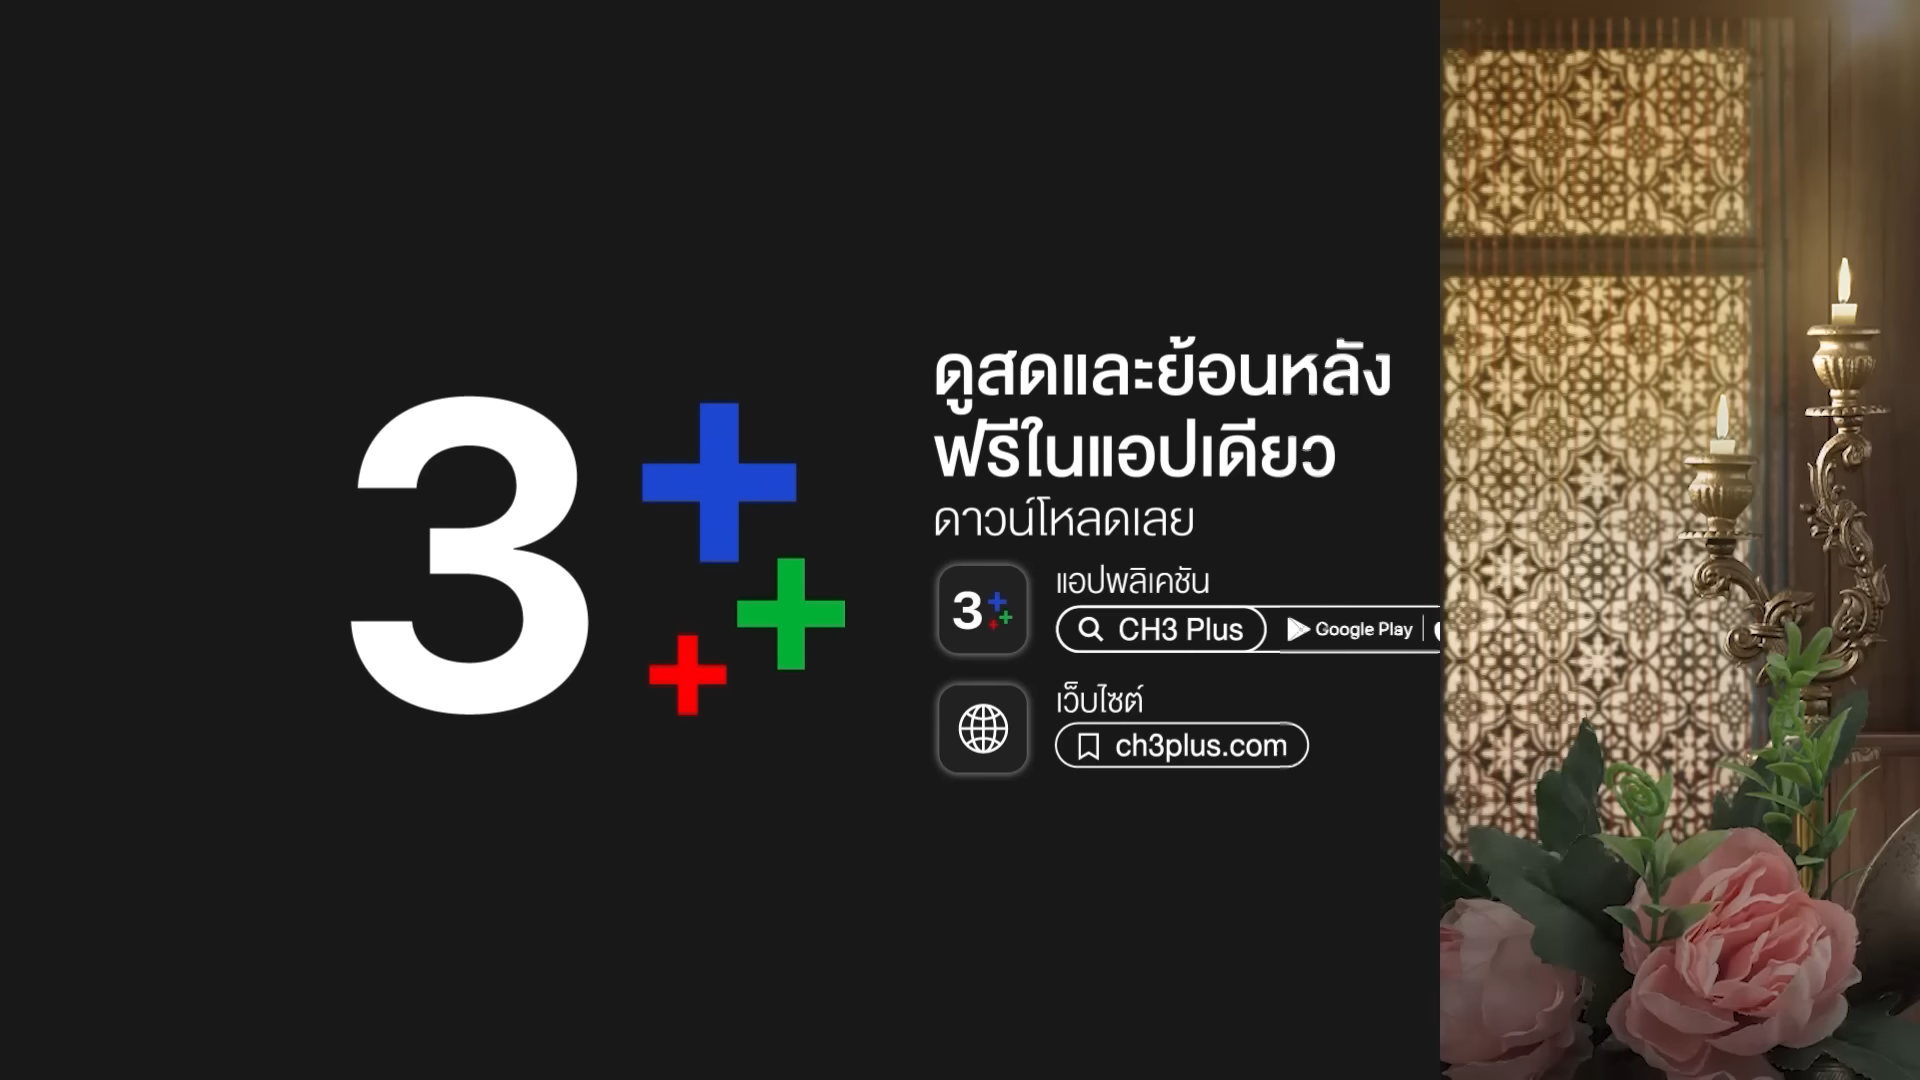 3
ดูสดและย้อนหลัง
ฟรีในแอปเดียว
ดาวน์โหลดเลย
3
แอปพลิเคชัน
CH3 Plus
Google Play
เว็บไซต์
ch3plus.com